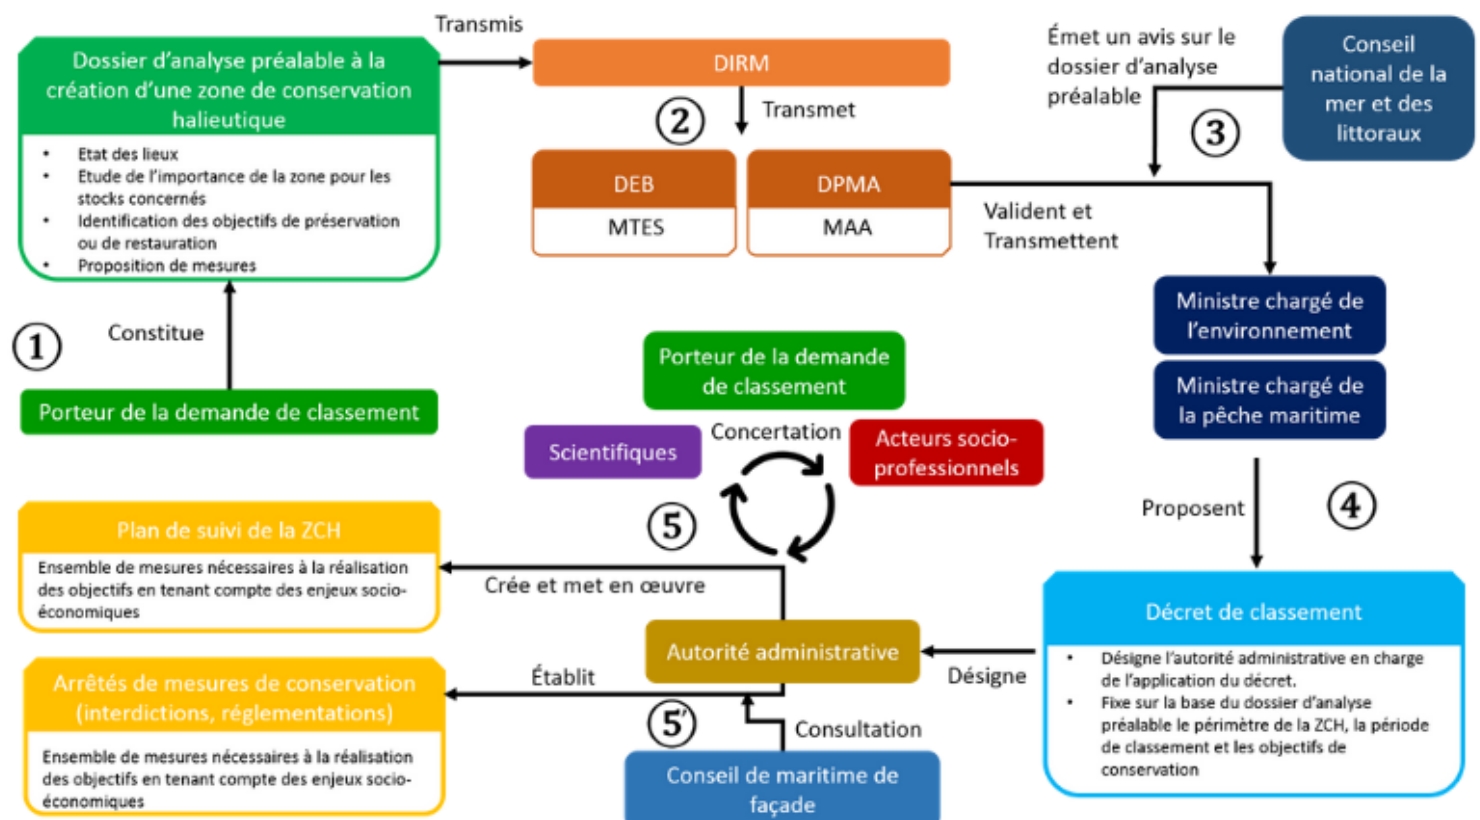 Transmis
Dossier d'analyse préalable à la
création d'une zone de conservation
halieutique
• Etat des lieux
• Etude de l'importance de la zone pour les
stocks concernés
• Identification des objectifs de préservation
ou de restauration
• Proposition de mesures
1
Constitue
Porteur de la demande de classement
DIRM
2
Transmet
DEB
MTES
DPMA
MAA
Émet un avis sur le
dossier d'analyse
préalable
3
Conseil
national de la
mer et des
littoraux
Valident et
Transmettent
Ministre chargé de
l'environnement
Ministre chargé de
la pêche maritime
Proposent
4
Porteur de la demande
de classement
Concertation
Scientifiques
Acteurs socio-
professionnels
5
Plan de suivi de la ZCH
Ensemble de mesures nécessaires à la réalisation
des objectifs en tenant compte des enjeux socio-
économiques
Crée et met en œuvre
Autorité administrative
Désigne
Décret de classement
• Désigne l'autorité administrative en charge
de l'application du décret.
• Fixe sur la base du dossier d'analyse
préalable le périmètre de la ZCH, la période
de classement et les objectifs de
conservation
Établit
5'
Arrêtés de mesures de conservation
(interdictions, réglementations)
Ensemble de mesures nécessaires à la réalisation
des objectifs en tenant compte des enjeux socio-
économiques
Consultation
Conseil de maritime de
façade